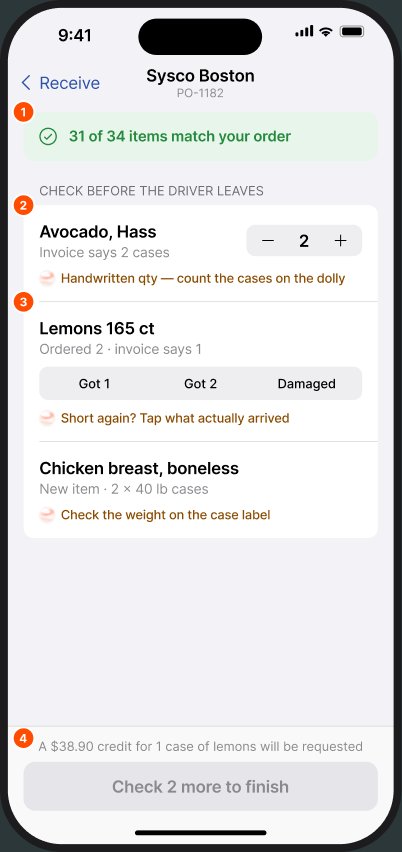 9:41
Receive
Sysco Boston
PO-1182
1
31 of 34 items match your order
CHECK BEFORE THE DRIVER LEAVES
2
Avocado, Hass
Invoice says 2 cases
− 2 +
Handwritten qty — count the cases on the dolly
3
Lemons 165 ct
Ordered 2 · invoice says 1
Got 1 Got 2 Damaged
Short again? Tap what actually arrived
Chicken breast, boneless
New item · 2 × 40 lb cases
Check the weight on the case label
4
A $38.90 credit for 1 case of lemons will be requested
Check 2 more to finish